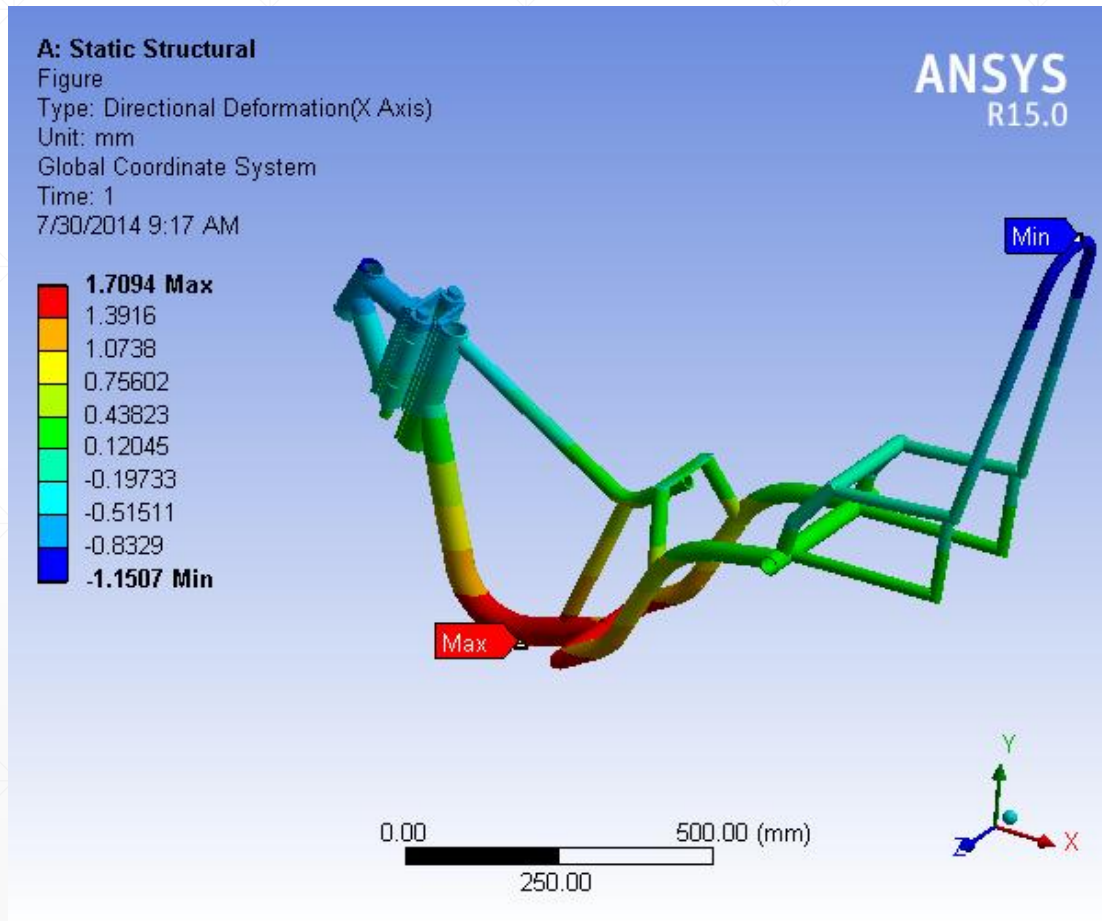 A: Static Structural
Figure
Type: Directional Deformation(X Axis)
Unit: mm
Global Coordinate System
Time: 1
7/30/2014 9:17 AM
ANSYS
R15.0
1.7094 Max
1.3916
1.0738
0.75602
0.43823
0.12045
-0.19733
-0.51511
-0.8329
-1.1507 Min
Min
Max
0.00 500.00 (mm)
250.00
Y
Z X